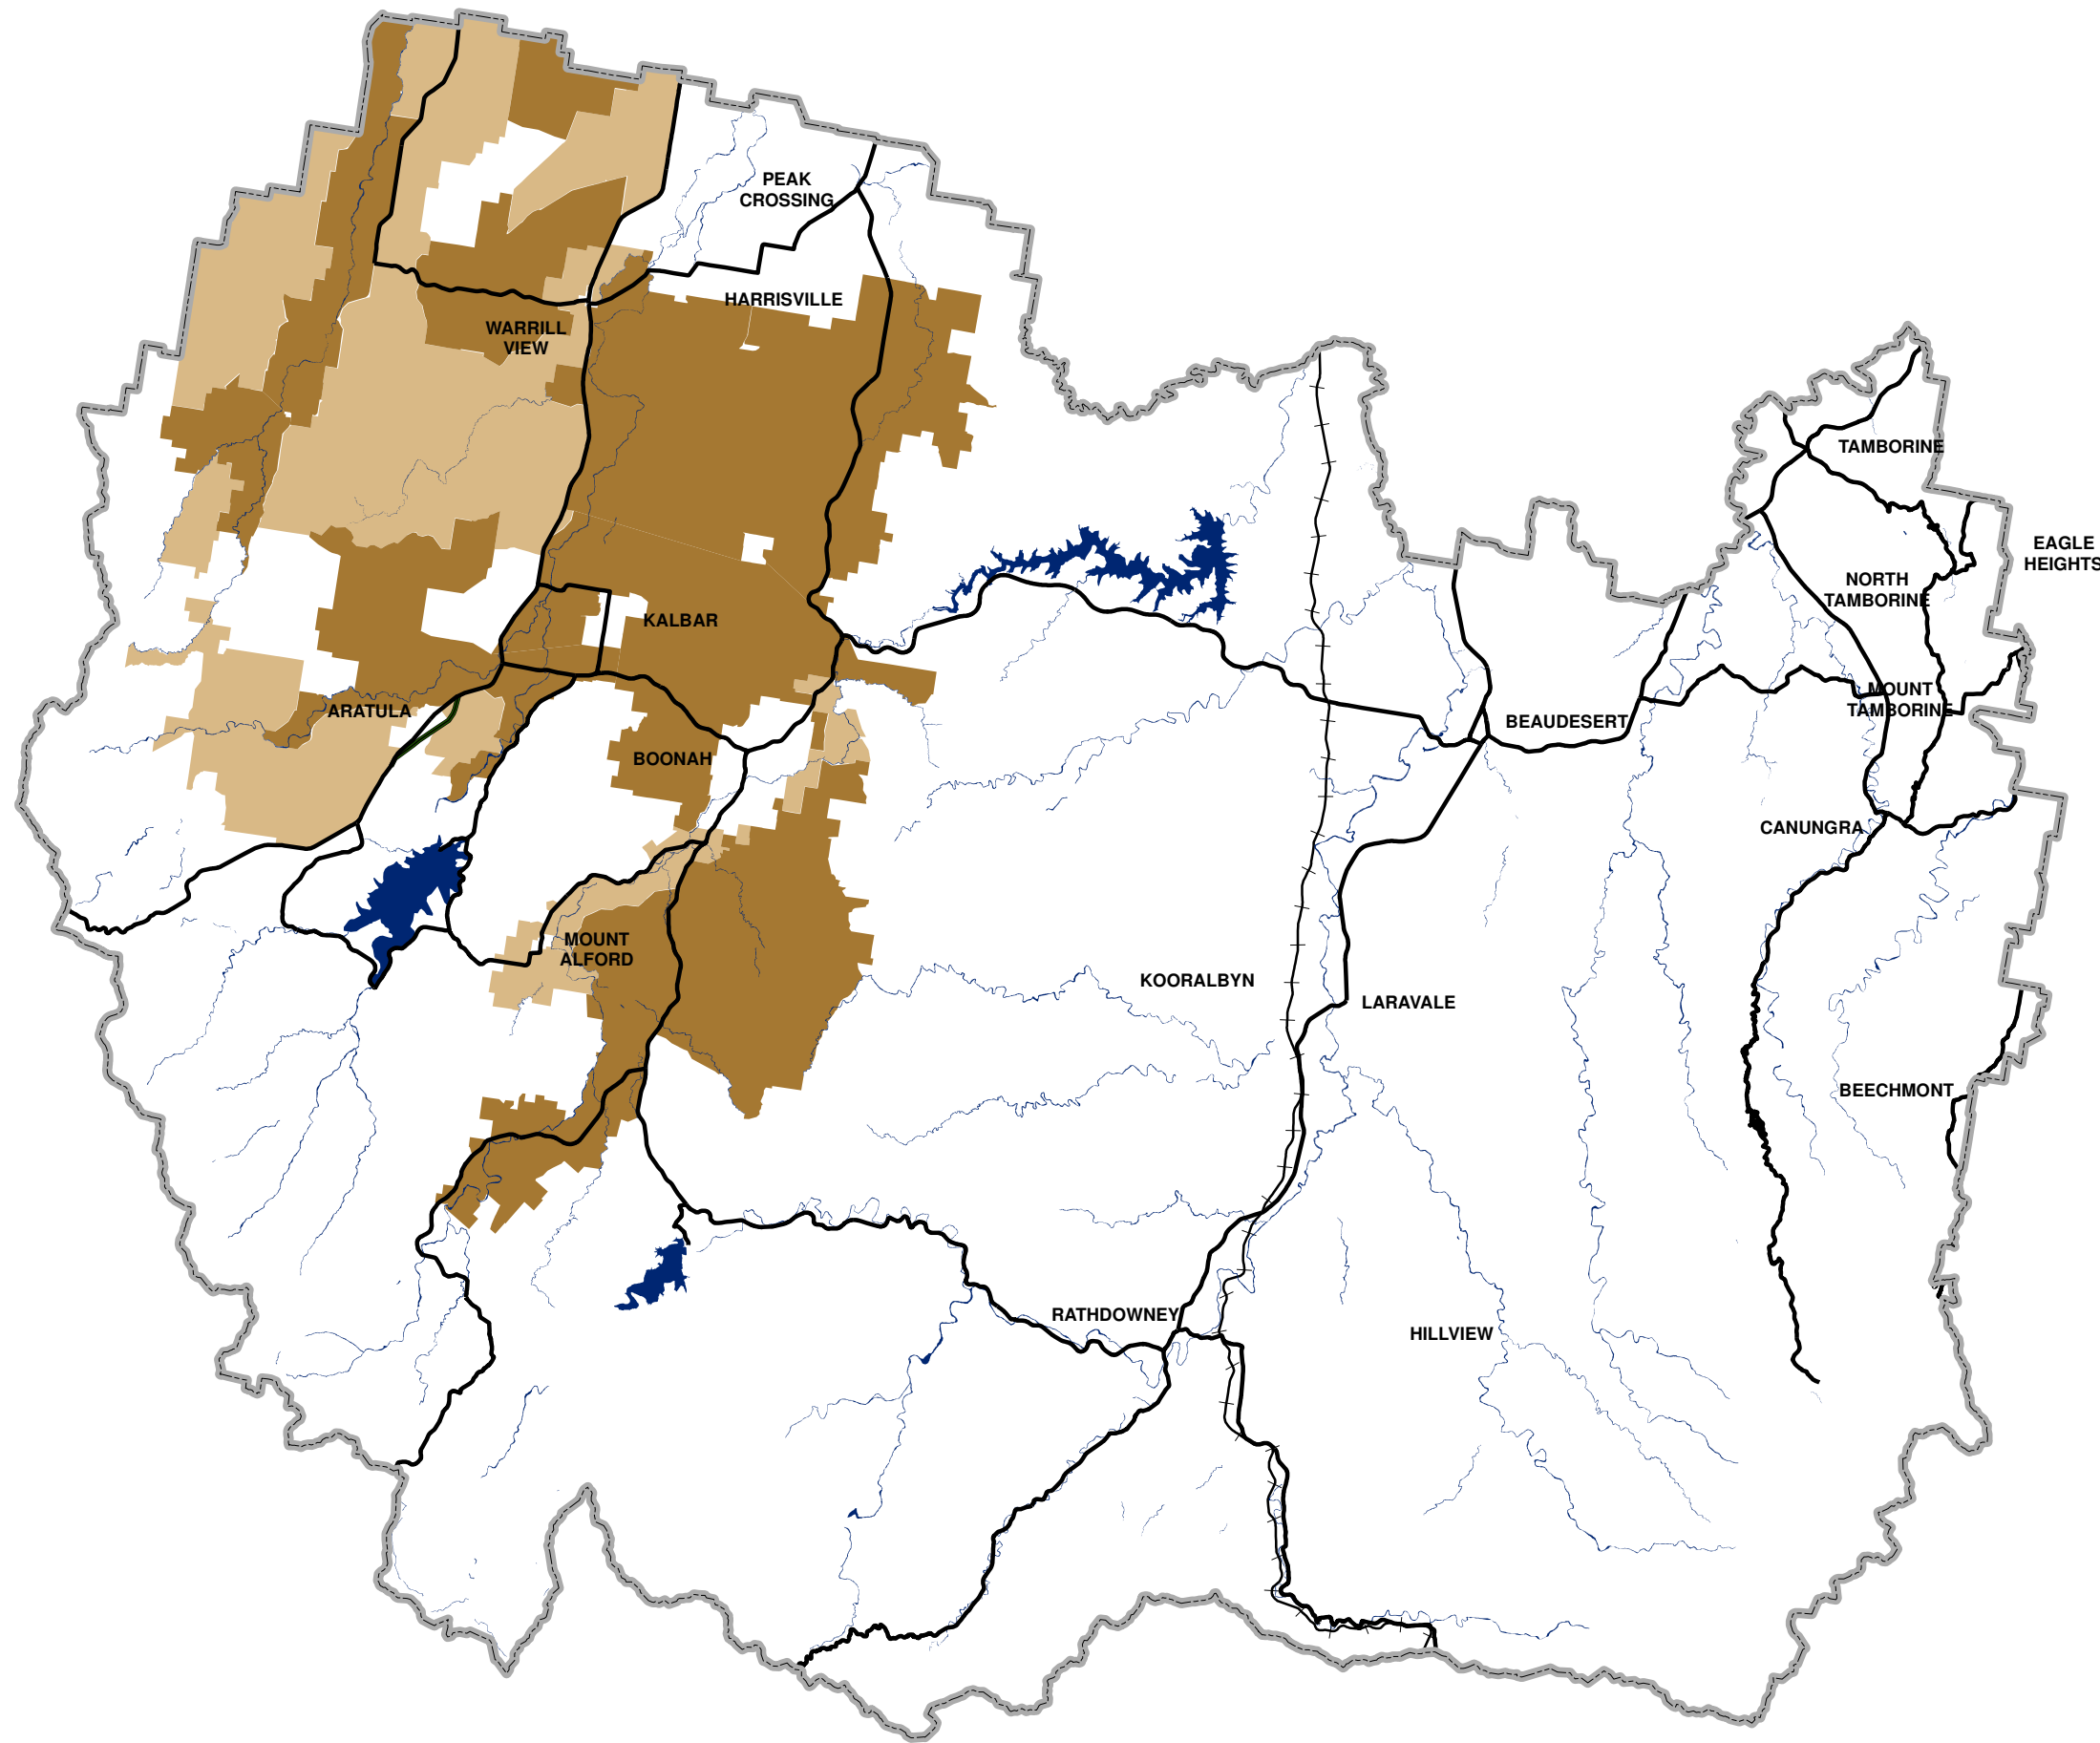 PEAK
CROSSING
HARRISVILLE
WARRILL
VIEW
TAMBORINE
EAGLE
HEIGHTS
NORTH
TAMBORINE
KALBAR
MOUNT
TAMBORINE
ARATULA
BEAUDESERT
BOONAH
CANUNGRA
MOUNT
ALFORD
KOORALBYN
LARAVALE
BEECHMONT
RATHDOWNEY
HILLVIEW